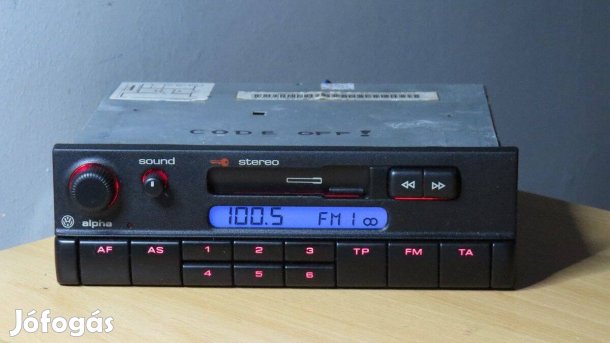 CODE OFF!
sound
stereo
alpha
100.5 FM1
AF AS 1 2 3 TP FM TA
4 5 6
Jófogás